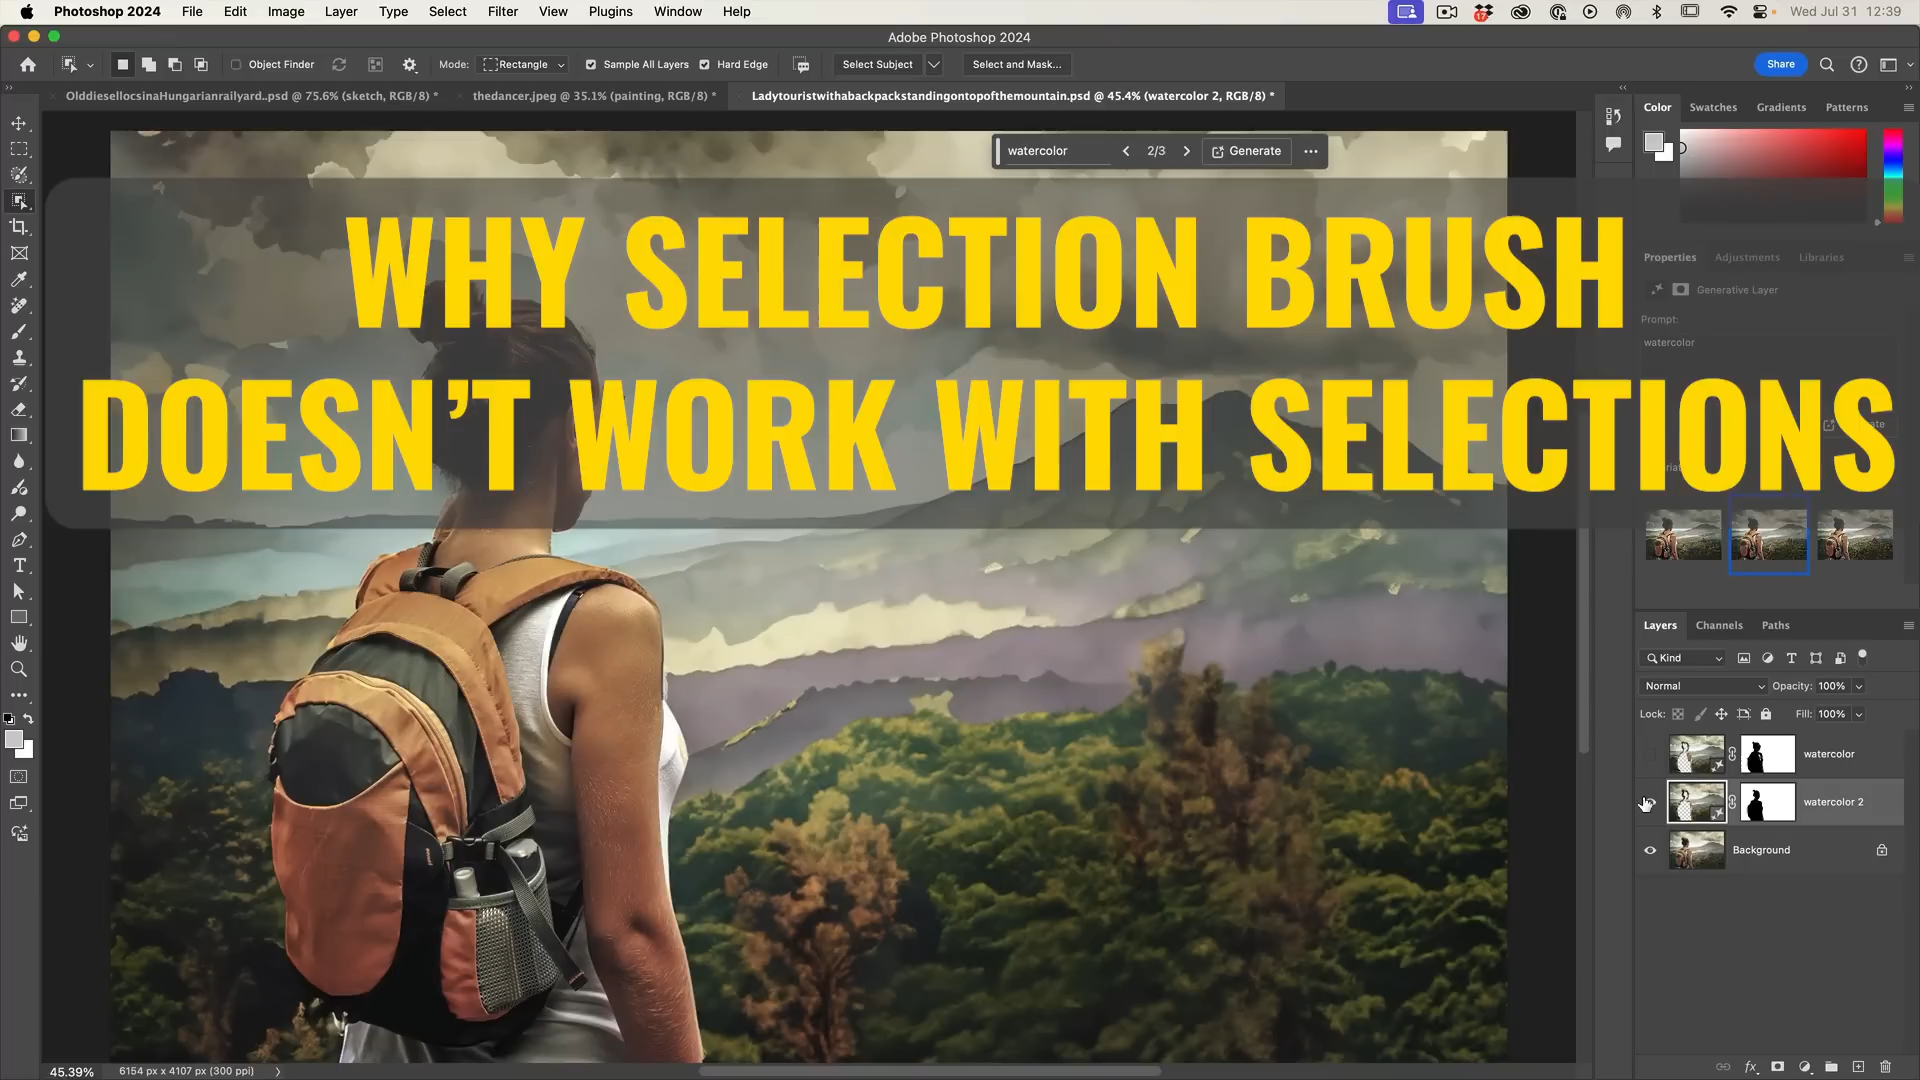 Photoshop 2024 File Edit Image Layer Type Select Filter View Plugins Window Help Wed Jul 31 12:39
17
Adobe Photoshop 2024
Object Finder Mode: Rectangle Sample All Layers Hard Edge Select Subject Select and Mask... Share
OlddiesellocsinaHungarianrailyard..psd @ 75.6% (sketch, RGB/8) * thedancer.jpeg @ 35.1% (painting, RGB/8) * Ladytouristwithabackpackstandingontopofthemountain.psd @ 45.4% (watercolor 2, RGB/8) *
Color Swatches Gradients Patterns
watercolor 2/3 Generate
WHY SELECTION BRUSH
DOESN'T WORK WITH SELECTIONS
Properties Adjustments Libraries
Generative Layer
Prompt:
watercolor
Layers Channels Paths
Kind
Normal Opacity: 100%
Lock: Fill: 100%
watercolor
watercolor 2
Background
45.39% 6154 px x 4107 px (300 ppi)